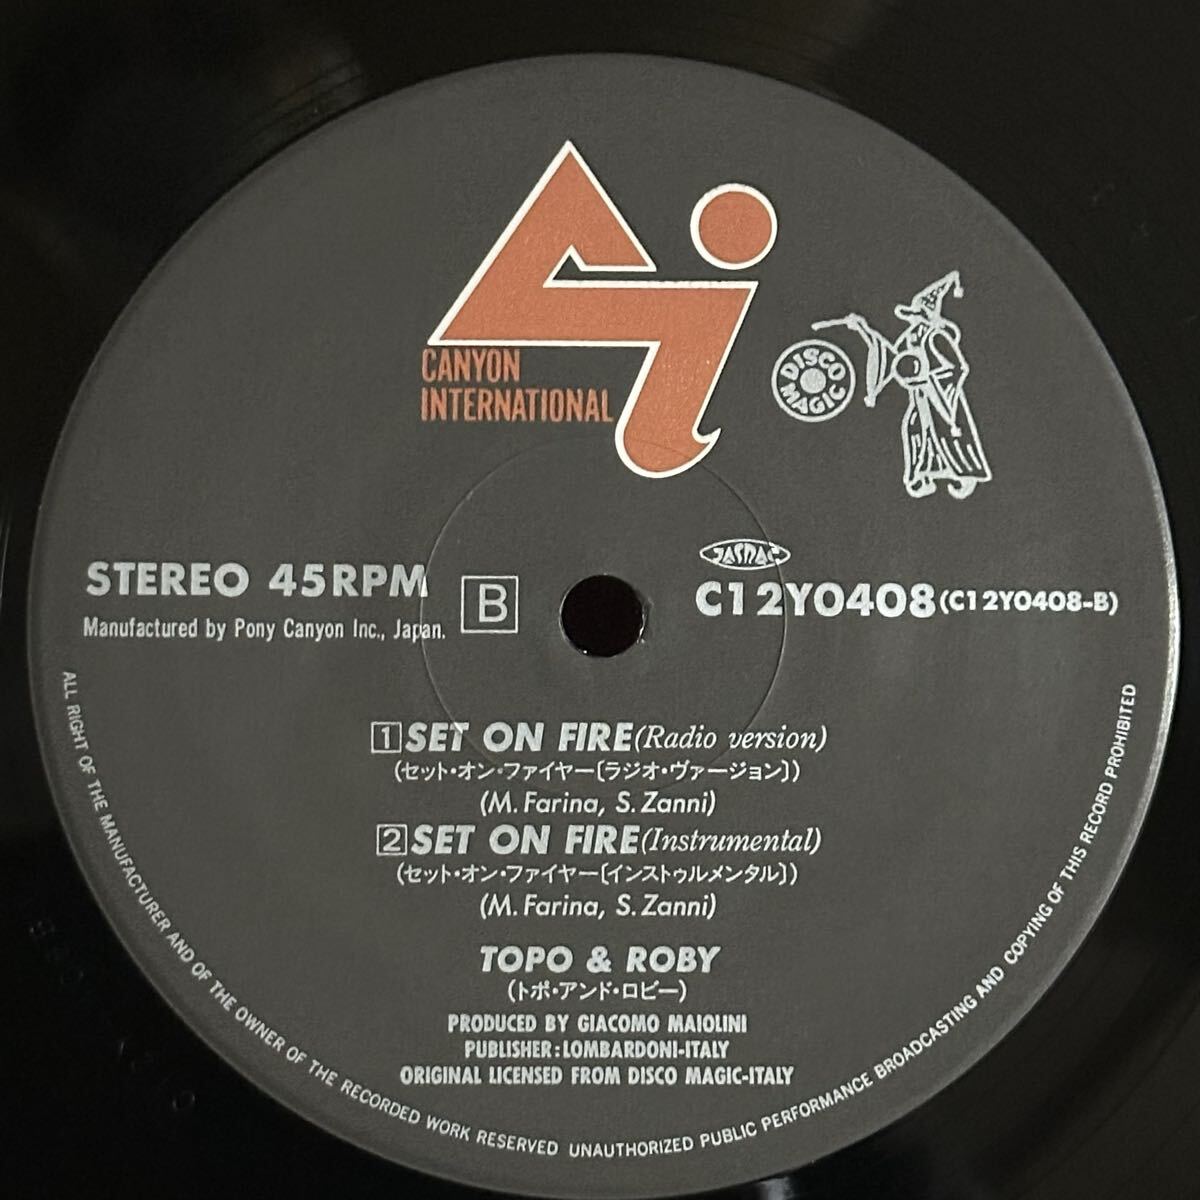 CANYON
INTERNATIONAL
DISCO
MAGIC
STEREO 45RPM
B
JASRAC
C12Y0408(C12Y0408-B)
Manufactured by Pony Canyon Inc., Japan.
1 SET ON FIRE(Radio version)
(セット・オン・ファイヤー〔ラジオ・ヴァージョン〕)
(M. Farina, S. Zanni)
2 SET ON FIRE(Instrumental)
(セット・オン・ファイヤー〔インストゥルメンタル〕)
(M. Farina, S. Zanni)
TOPO & ROBY
(トポ・アンド・ロビー)
PRODUCED BY GIACOMO MAIOLINI
PUBLISHER:LOMBARDONI-ITALY
ORIGINAL LICENSED FROM DISCO MAGIC-ITALY
ALL RIGHT OF THE MANUFACTURER AND OF THE OWNER OF THE RECORDED WORK RESERVED UNAUTHORIZED PUBLIC PERFORMANCE BROADCASTING AND COPYING OF THIS RECORD PROHIBITED